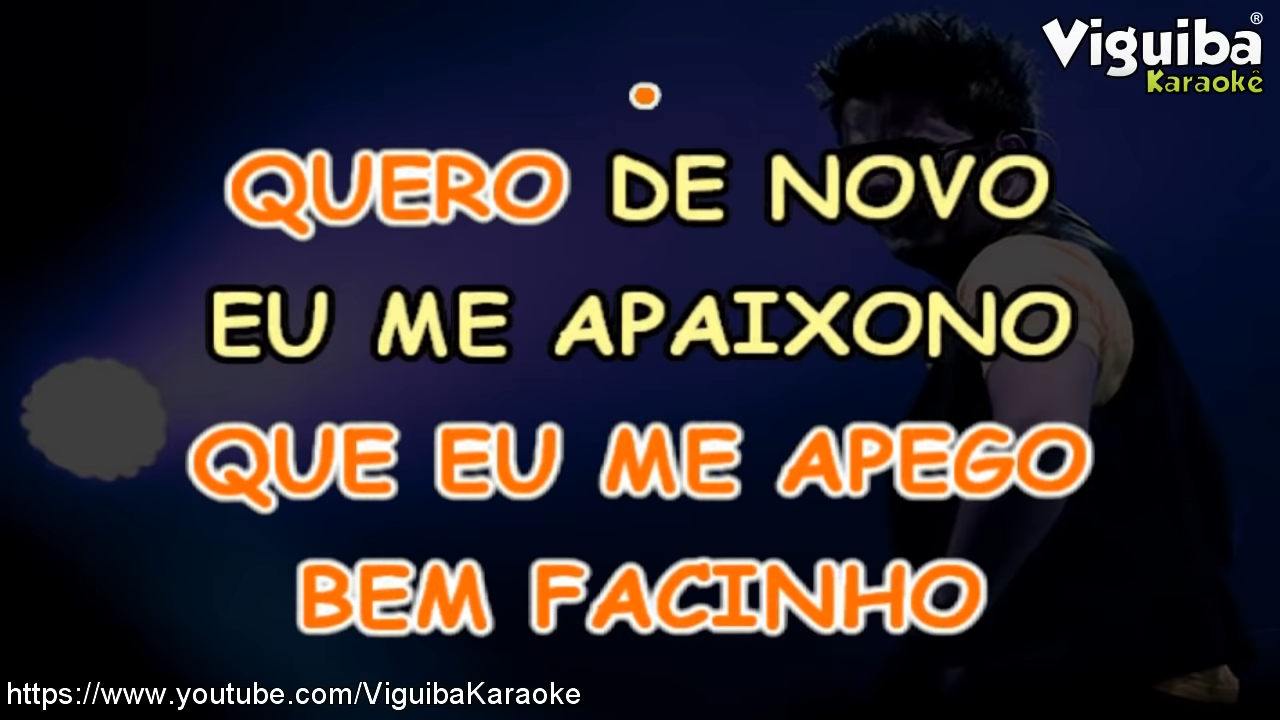 Viguiba®
Karaokê
QUERO DE NOVO
EU ME APAIXONO
QUE EU ME APEGO
BEM FACINHO
https://www.youtube.com/ViguibaKaraoke